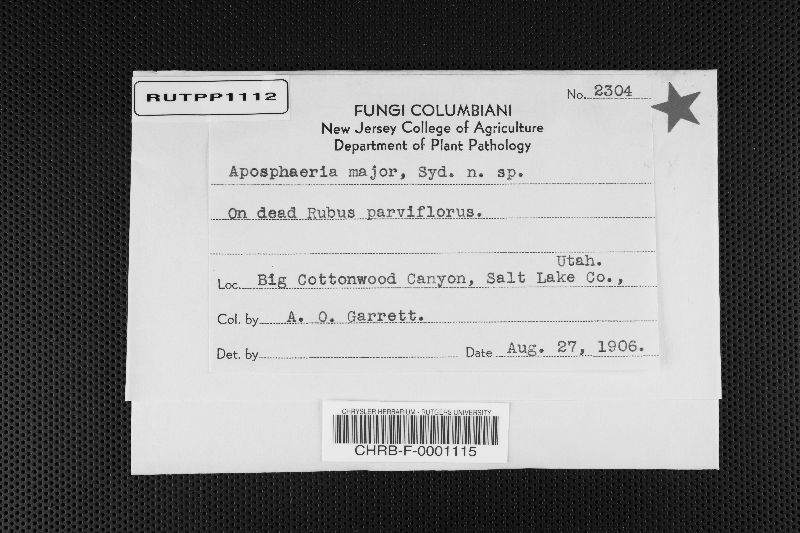 RUTPP1112
No. 2304
FUNGI COLUMBIANI
New Jersey College of Agriculture
Department of Plant Pathology
Aposphaeria major, Syd. n. sp.
On dead Rubus parviflorus.
Utah.
Loc. Big Cottonwood Canyon, Salt Lake Co.,
Col. by A. O. Garrett.
Det. by Date Aug. 27, 1906.
CHRYSLER HERBARIUM - RUTGERS UNIVERSITY
CHRB-F-0001115